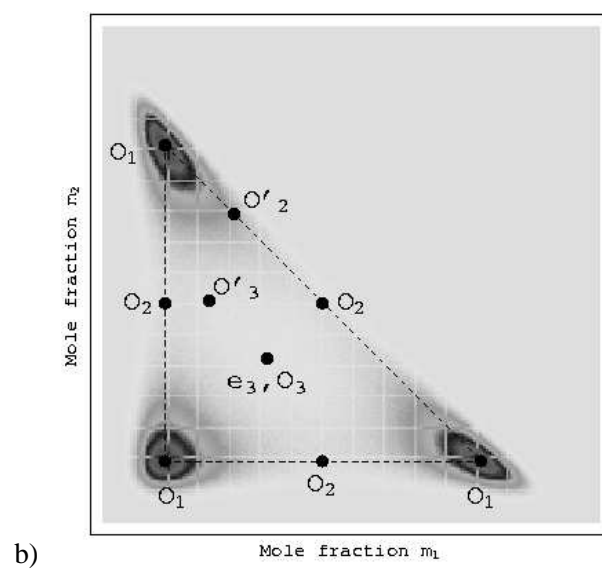 O1
O'2
O2
O'3
O2
e3, O3
O1
O2
O1
Mole fraction m2
Mole fraction m1
b)